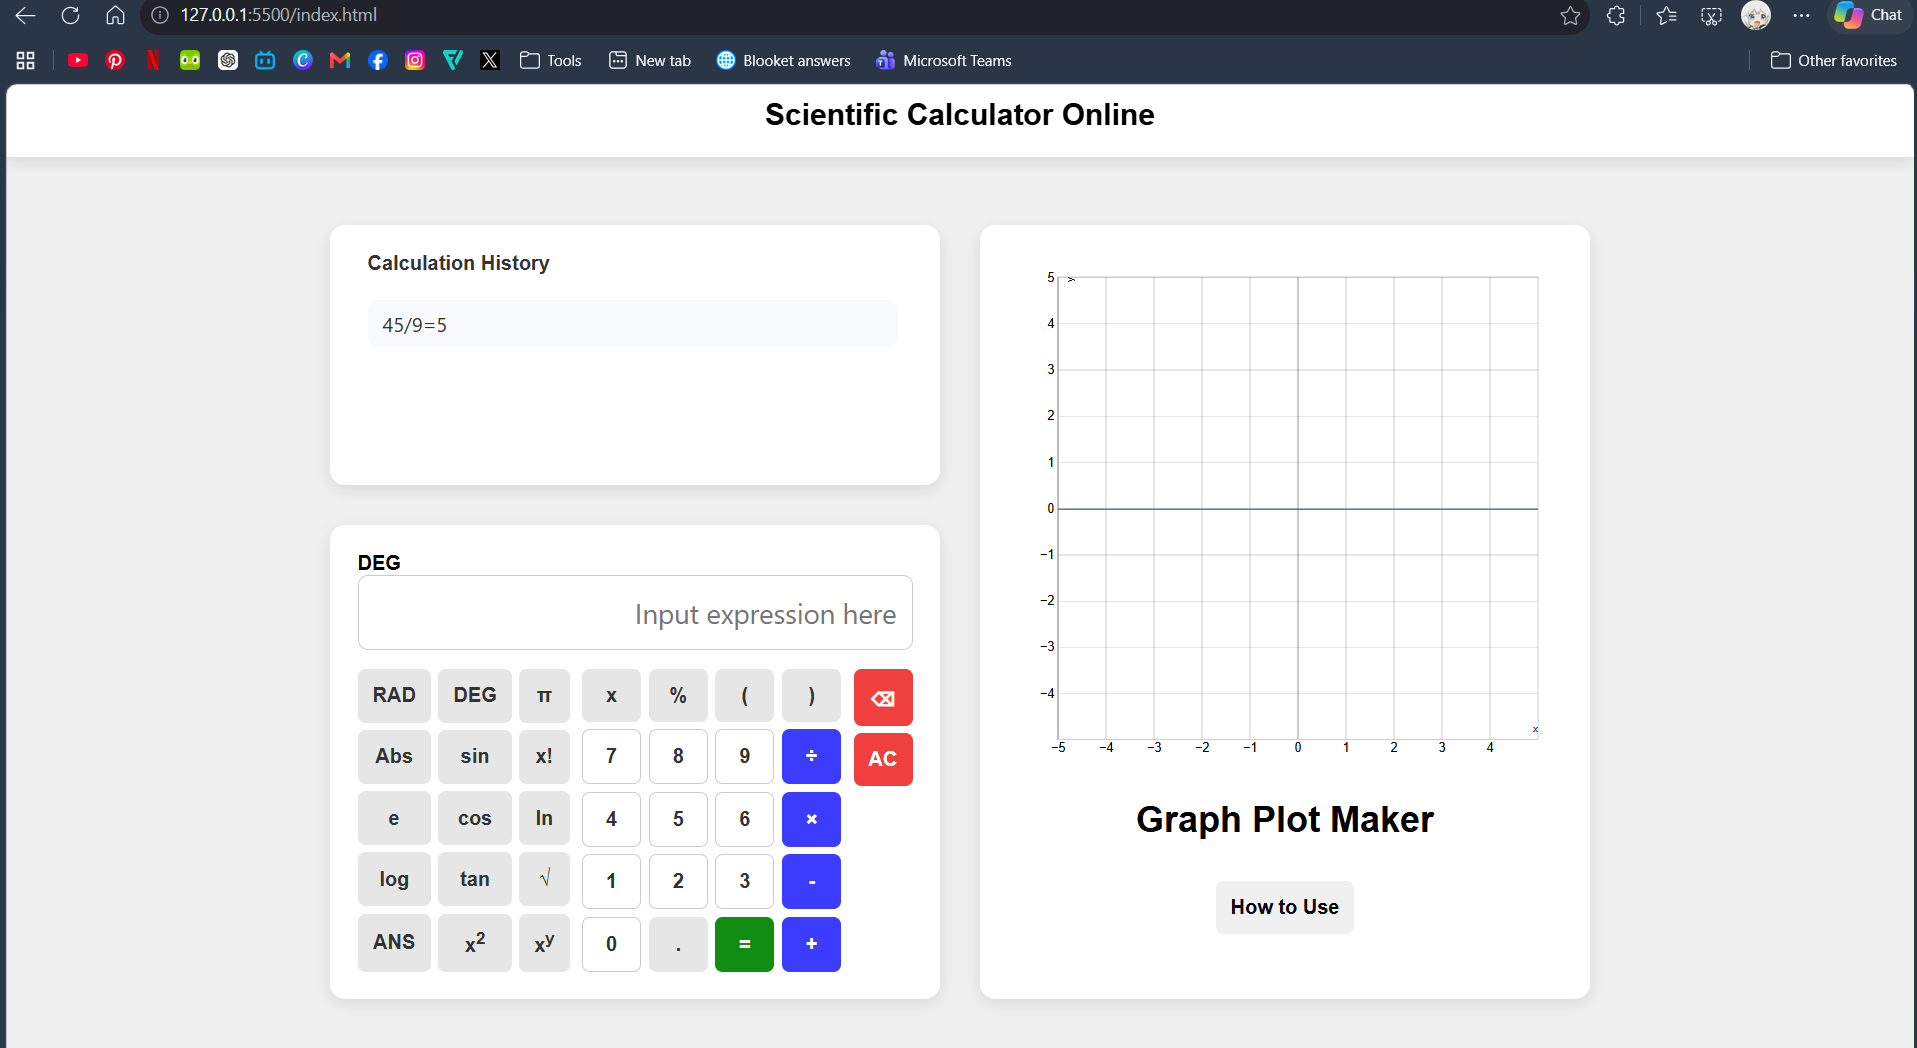 127.0.0.1:5500/index.html
Chat
Tools
New tab
Blooket answers
Microsoft Teams
Other favorites
Scientific Calculator Online
Calculation History
45/9=5
DEG
Input expression here
RAD DEG π x % ( ) ⌫
Abs sin x! 7 8 9 ÷ AC
e cos ln 4 5 6 ×
log tan √ 1 2 3 -
ANS x² xʸ 0 . = +
5 y
4
3
2
1
0
−1
−2
−3
−4
x
−5 −4 −3 −2 −1 0 1 2 3 4
Graph Plot Maker
How to Use